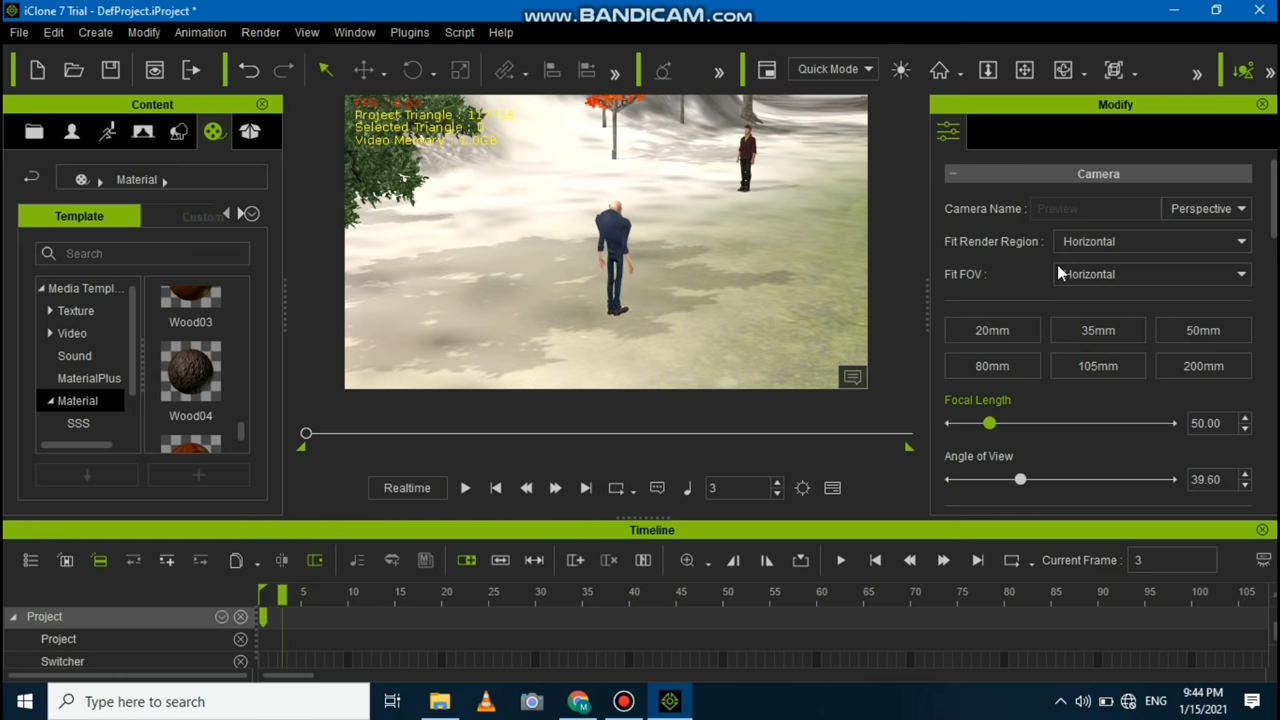 iClone 7 Trial - DefProject.iProject *
www.BANDICAM.com
File Edit Create Modify Animation Render View Window Plugins Script Help
Quick Mode
Content
Modify
Material
Template
Search
Media Templ...
Texture
Video
Sound
MaterialPlus
Material
SSS
Wood03
Wood04
Project Triangle :
Selected Triangle : 0
Video Memory : 1.0GB
Camera
Camera Name : Preview Perspective
Fit Render Region : Horizontal
Fit FOV : Horizontal
20mm 35mm 50mm
80mm 105mm 200mm
Focal Length
50.00
Angle of View
39.60
Realtime
3
Timeline
Current Frame : 3
5 10 15 20 25 30 35 40 45 50 55 60 65 70 75 80 85 90 95 100 105
Project
Project
Switcher
Type here to search
ENG
9:44 PM
1/15/2021